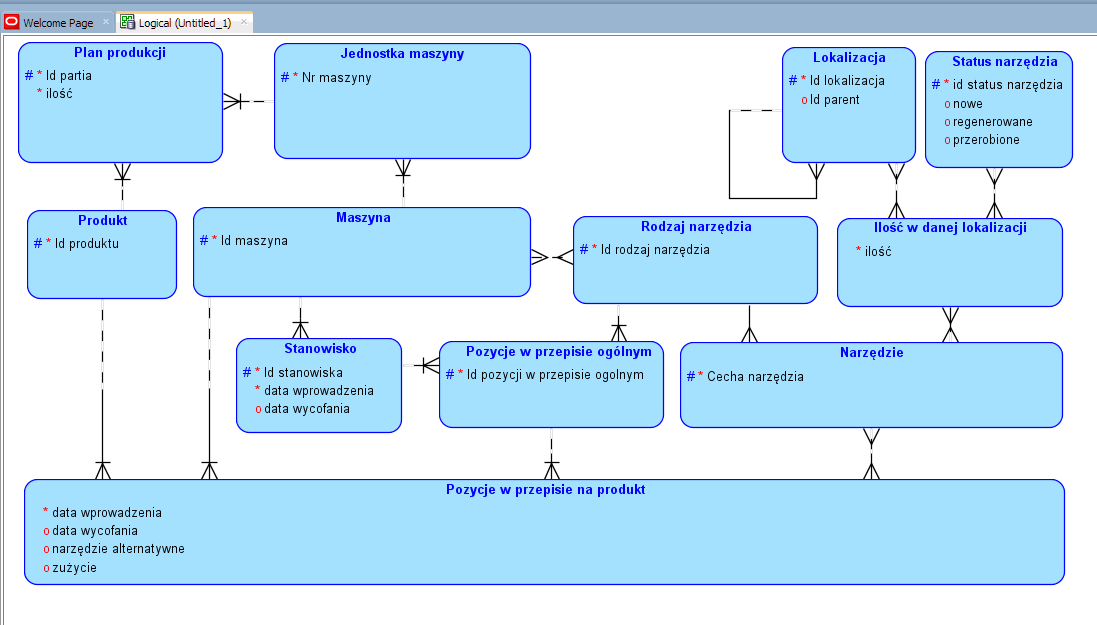 Welcome Page
Logical (Untitled_1)
Plan produkcji
# * Id partia
* ilość
Jednostka maszyny
# * Nr maszyny
Lokalizacja
# * Id lokalizacja
o Id parent
Status narzędzia
# * id status narzędzia
o nowe
o regenerowane
o przerobione
Produkt
# * Id produktu
Maszyna
# * Id maszyna
Rodzaj narzędzia
# * Id rodzaj narzędzia
Ilość w danej lokalizacji
* ilość
Stanowisko
# * Id stanowiska
* data wprowadzenia
o data wycofania
Pozycje w przepisie ogólnym
# * Id pozycji w przepisie ogolnym
Narzędzie
# * Cecha narzędzia
Pozycje w przepisie na produkt
* data wprowadzenia
o data wycofania
o narzędzie alternatywne
o zużycie